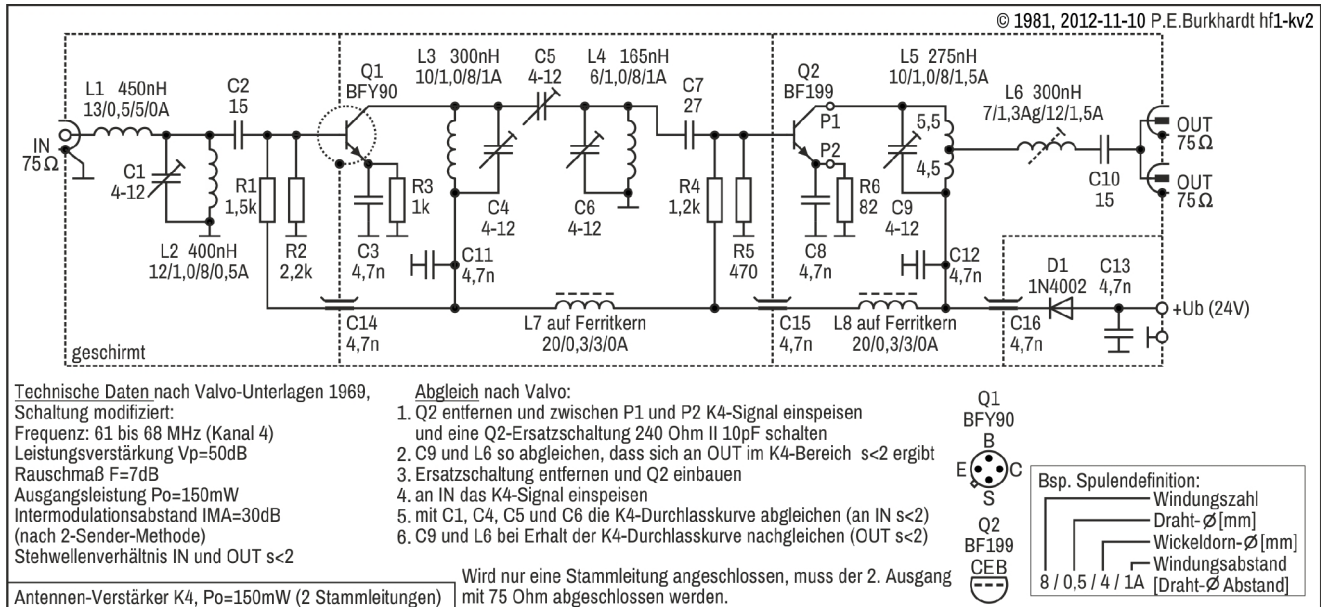 © 1981, 2012-11-10 P.E.Burkhardt hf1-kv2
L1 450nH
13/0,5/5/0A
C2
15
Q1
BFY90
L3 300nH
10/1,0/8/1A
C5
4-12
L4 165nH
6/1,0/8/1A
C7
27
Q2
BF199
L5 275nH
10/1,0/8/1,5A
L6 300nH
7/1,3Ag/12/1,5A
IN
75Ω
C1
4-12
R1
1,5k
R2
2,2k
L2 400nH
12/1,0/8/0,5A
C3
4,7n
R3
1k
C4
4-12
C6
4-12
C11
4,7n
R4
1,2k
R5
470
P1
P2
C8
4,7n
R6
82
C9
4-12
5,5
4,5
C12
4,7n
C10
15
OUT
75Ω
OUT
75Ω
D1
1N4002
C13
4,7n
+Ub (24V)
C14
4,7n
L7 auf Ferritkern
20/0,3/3/0A
C15
4,7n
L8 auf Ferritkern
20/0,3/3/0A
C16
4,7n
geschirmt
Technische Daten nach Valvo-Unterlagen 1969,
Schaltung modifiziert:
Frequenz: 61 bis 68 MHz (Kanal 4)
Leistungsverstärkung Vp=50dB
Rauschmaß F=7dB
Ausgangsleistung Po=150mW
Intermodulationsabstand IMA=30dB
(nach 2-Sender-Methode)
Stehwellenverhältnis IN und OUT s<2
Antennen-Verstärker K4, Po=150mW (2 Stammleitungen)
Abgleich nach Valvo:
1. Q2 entfernen und zwischen P1 und P2 K4-Signal einspeisen
und eine Q2-Ersatzschaltung 240 Ohm II 10pF schalten
2. C9 und L6 so abgleichen, dass sich an OUT im K4-Bereich s<2 ergibt
3. Ersatzschaltung entfernen und Q2 einbauen
4. an IN das K4-Signal einspeisen
5. mit C1, C4, C5 und C6 die K4-Durchlasskurve abgleichen (an IN s<2)
6. C9 und L6 bei Erhalt der K4-Durchlasskurve nachgleichen (OUT s<2)
Wird nur eine Stammleitung angeschlossen, muss der 2. Ausgang
mit 75 Ohm abgeschlossen werden.
Q1
BFY90
B
E
C
S
Q2
BF199
CEB
Bsp. Spulendefinition:
Windungszahl
Draht-Ø[mm]
Wickeldorn-Ø[mm]
Windungsabstand
8 / 0,5 / 4 / 1A [Draht-Ø Abstand]